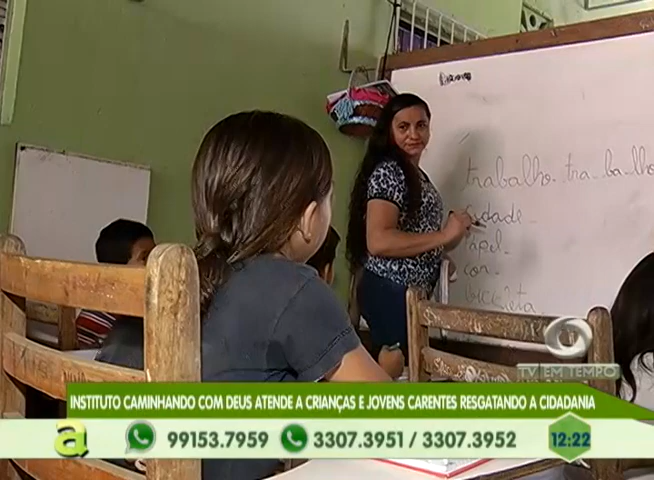 trabalho - tra - ba - lho
cidade -
papel -
cor -
bicicleta -
TV EM TEMPO
INSTITUTO CAMINHANDO COM DEUS ATENDE A CRIANÇAS E JOVENS CARENTES RESGATANDO A CIDADANIA
a 99153.7959 3307.3951 / 3307.3952 12:22